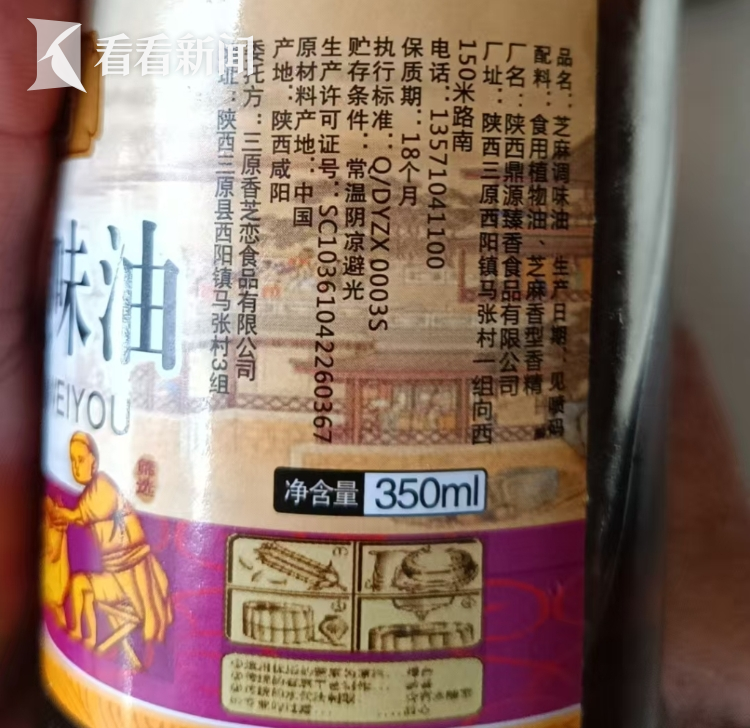 看看新闻
品名：芝麻调味油 生产日期：见喷码
配料：食用植物油、芝麻香型香精
厂名：陕西鼎源臻香食品有限公司
厂址：陕西三原西阳镇马张村一组向西
150米路南
电话：13571041100
保质期：18个月
执行标准：Q/DYZX 0003S
贮存条件：常温阴凉避光
生产许可证号：SC10361042260367
原材料产地：中国
产地：陕西咸阳
委托方：三原香芝恋食品有限公司
址：陕西三原县西阳镇马张村3组
味油
WEIYOU
净含量 350ml